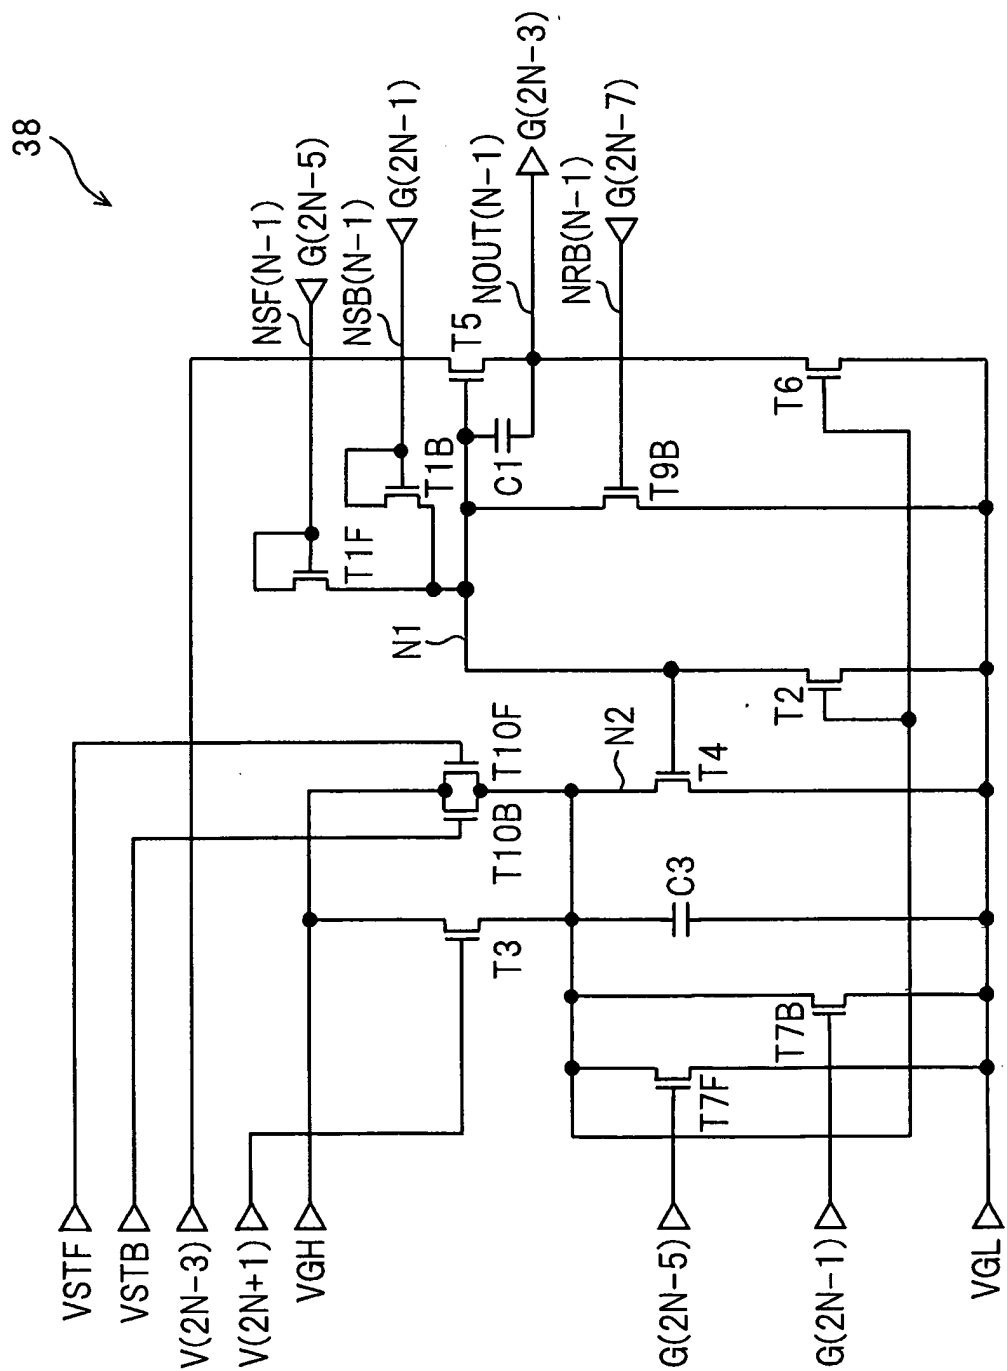 38
NSF(N-1)
G(2N-5)
NSB(N-1)
G(2N-1)
NOUT(N-1)
G(2N-3)
NRB(N-1)
G(2N-7)
T5
T1B
T1F
C1
T9B
T6
N1
T10F
T10B
N2
T4
T2
T3
C3
T7B
T7F
VSTF
VSTB
V(2N-3)
V(2N+1)
VGH
G(2N-5)
G(2N-1)
VGL